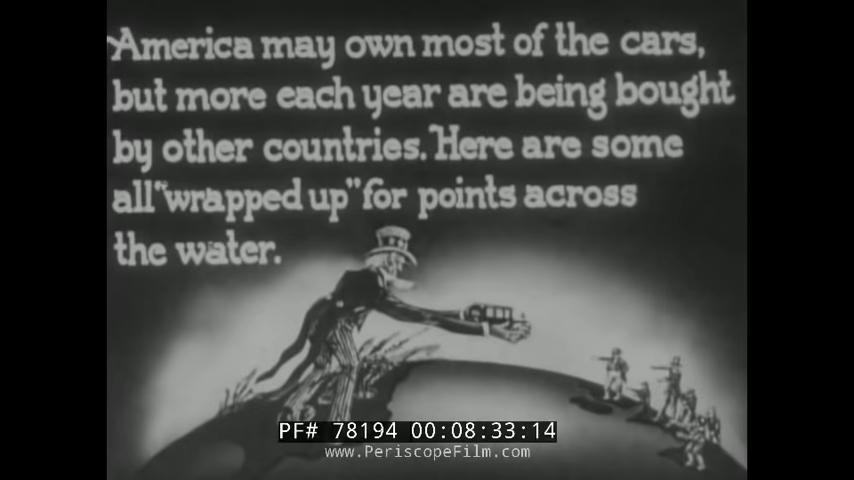 America may own most of the cars,
but more each year are being bought
by other countries. Here are some
all "wrapped up" for points across
the water.
PF# 78194 00:08:33:14
www.PeriscopeFilm.com